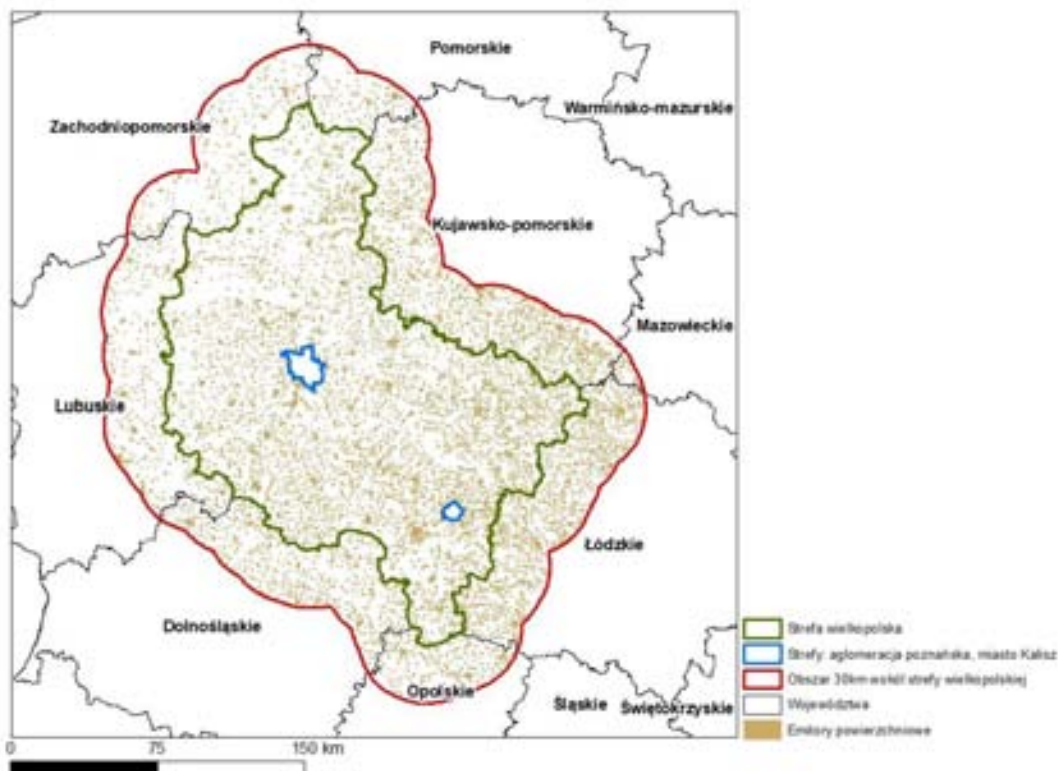 Pomorskie
Warmińsko-mazurskie
Zachodniopomorskie
Kujawsko-pomorskie
Mazowieckie
Lubuskie
Łódzkie
Dolnośląskie
Opolskie
Śląskie
Świętokrzyskie
Strefa wielkopolska
Strefy: aglomeracja poznańska, miasto Kalisz
Obszar 30km wokół strefy wielkopolskiej
Województwa
Emitory powierzchniowe
0 75 150 km